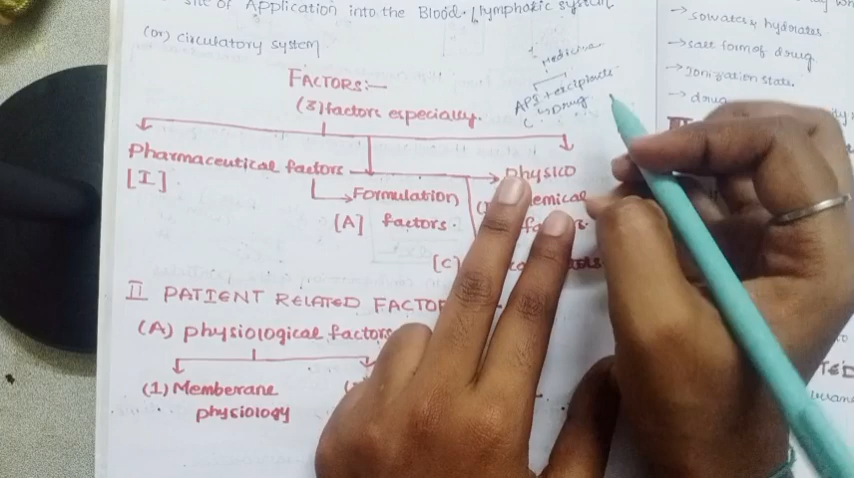 site of Application into the Blood. / lymphatic system
(or) circulatory system.
FACTORS:-
(3) factors especially.
Medicine
API + excipients
↳ Drug
Pharmaceutical factors
[I]
→ Physico
Formulation
[A] factors.
emical
[C]
II PATIENT RELATED FACTOR
(A) physiological factors
(1) Memberane
physiology
→ solvates, hydrates
→ salt form of drug
→ Ionization state.
→ drug